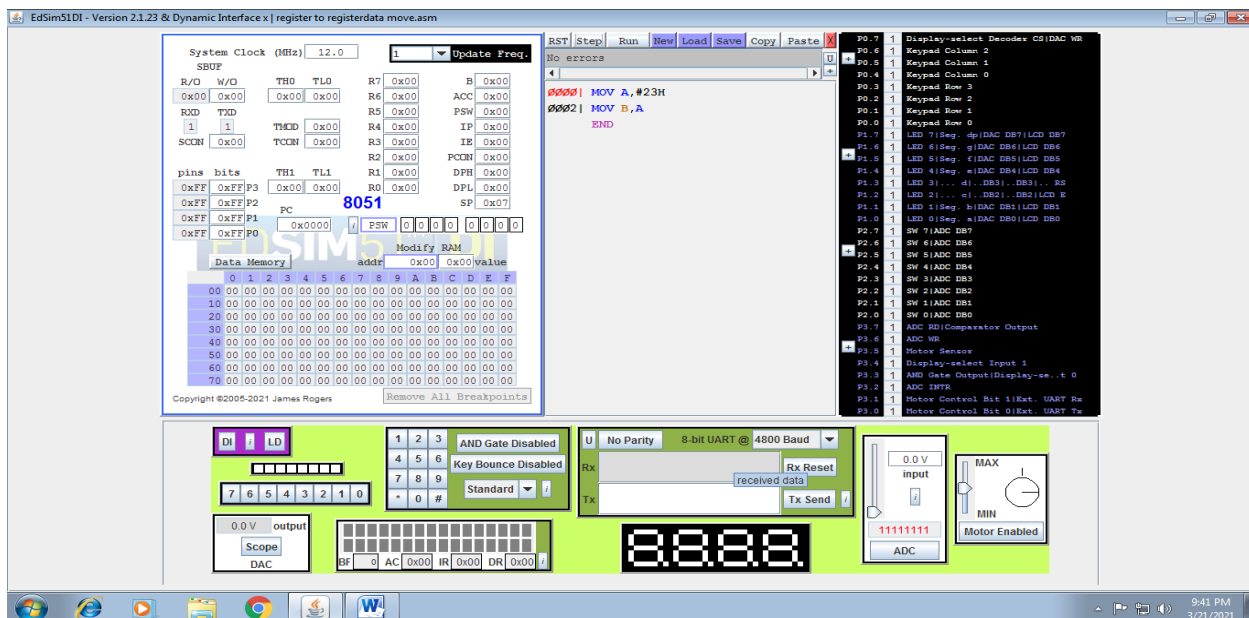 EdSim51DI - Version 2.1.23 & Dynamic Interface x | register to registerdata move.asm
System Clock (MHz) 12.0 1 Update Freq.
SBUF
R/O W/O TH0 TL0 R7 0x00 B 0x00
0x00 0x00 0x00 0x00 R6 0x00 ACC 0x00
RXD TXD R5 0x00 PSW 0x00
1 1 TMOD 0x00 R4 0x00 IP 0x00
SCON 0x00 TCON 0x00 R3 0x00 IE 0x00
R2 0x00 PCON 0x00
pins bits TH1 TL1 R1 0x00 DPH 0x00
0xFF 0xFF P3 0x00 0x00 R0 0x00 DPL 0x00
0xFF 0xFF P2 8051 SP 0x07
0xFF 0xFF P1 PC
0x0000 i PSW 0 0 0 0 0 0 0 0
0xFF 0xFF P0
EDSIM51DI
Modify RAM
Data Memory addr 0x00 0x00 value
0 1 2 3 4 5 6 7 8 9 A B C D E F
00 00 00 00 00 00 00 00 00 00 00 00 00 00 00 00 00
10 00 00 00 00 00 00 00 00 00 00 00 00 00 00 00 00
20 00 00 00 00 00 00 00 00 00 00 00 00 00 00 00 00
30 00 00 00 00 00 00 00 00 00 00 00 00 00 00 00 00
40 00 00 00 00 00 00 00 00 00 00 00 00 00 00 00 00
50 00 00 00 00 00 00 00 00 00 00 00 00 00 00 00 00
60 00 00 00 00 00 00 00 00 00 00 00 00 00 00 00 00
70 00 00 00 00 00 00 00 00 00 00 00 00 00 00 00 00
Copyright ©2005-2021 James Rogers Remove All Breakpoints
RST Step Run New Load Save Copy Paste X
No errors U
0000| MOV A,#23H
0002| MOV B,A
END
P0.7 1 Display-select Decoder CS|DAC WR
P0.6 1 Keypad Column 2
P0.5 1 Keypad Column 1
P0.4 1 Keypad Column 0
P0.3 1 Keypad Row 3
P0.2 1 Keypad Row 2
P0.1 1 Keypad Row 1
P0.0 1 Keypad Row 0
P1.7 1 LED 7|Seg. dp|DAC DB7|LCD DB7
P1.6 1 LED 6|Seg. g|DAC DB6|LCD DB6
P1.5 1 LED 5|Seg. f|DAC DB5|LCD DB5
P1.4 1 LED 4|Seg. e|DAC DB4|LCD DB4
P1.3 1 LED 3|... d|..DB3|..DB3|.. RS
P1.2 1 LED 2|... c|..DB2|..DB2|LCD E
P1.1 1 LED 1|Seg. b|DAC DB1|LCD DB1
P1.0 1 LED 0|Seg. a|DAC DB0|LCD DB0
P2.7 1 SW 7|ADC DB7
P2.6 1 SW 6|ADC DB6
P2.5 1 SW 5|ADC DB5
P2.4 1 SW 4|ADC DB4
P2.3 1 SW 3|ADC DB3
P2.2 1 SW 2|ADC DB2
P2.1 1 SW 1|ADC DB1
P2.0 1 SW 0|ADC DB0
P3.7 1 ADC RD|Comparator Output
P3.6 1 ADC WR
P3.5 1 Motor Sensor
P3.4 1 Display-select Input 1
P3.3 1 AND Gate Output|Display-se..t 0
P3.2 1 ADC INTR
P3.1 1 Motor Control Bit 1|Ext. UART Rx
P3.0 1 Motor Control Bit 0|Ext. UART Tx
DI i LD
7 6 5 4 3 2 1 0
0.0 V output
Scope
DAC
1 2 3
4 5 6
7 8 9
* 0 #
AND Gate Disabled
Key Bounce Disabled
Standard i
BF 0 AC 0x00 IR 0x00 DR 0x00 i
U No Parity 8-bit UART @ 4800 Baud
Rx Rx Reset
received data
Tx Tx Send i
8.8.8.8.
0.0 V
input
i
11111111
ADC
MAX
MIN
Motor Enabled
9:41 PM
3/21/2021